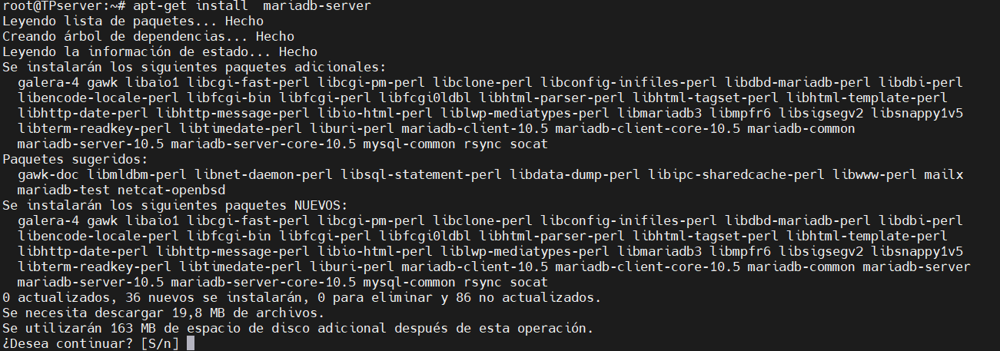 root@TPserver:~# apt-get install  mariadb-server
Leyendo lista de paquetes... Hecho
Creando árbol de dependencias... Hecho
Leyendo la información de estado... Hecho
Se instalarán los siguientes paquetes adicionales:
  galera-4 gawk libaio1 libcgi-fast-perl libcgi-pm-perl libclone-perl libconfig-inifiles-perl libdbd-mariadb-perl libdbi-perl
  libencode-locale-perl libfcgi-bin libfcgi-perl libfcgi0ldbl libhtml-parser-perl libhtml-tagset-perl libhtml-template-perl
  libhttp-date-perl libhttp-message-perl libio-html-perl liblwp-mediatypes-perl libmariadb3 libmpfr6 libsigsegv2 libsnappy1v5
  libterm-readkey-perl libtimedate-perl liburi-perl mariadb-client-10.5 mariadb-client-core-10.5 mariadb-common
  mariadb-server-10.5 mariadb-server-core-10.5 mysql-common rsync socat
Paquetes sugeridos:
  gawk-doc libmldbm-perl libnet-daemon-perl libsql-statement-perl libdata-dump-perl libipc-sharedcache-perl libwww-perl mailx
  mariadb-test netcat-openbsd
Se instalarán los siguientes paquetes NUEVOS:
  galera-4 gawk libaio1 libcgi-fast-perl libcgi-pm-perl libclone-perl libconfig-inifiles-perl libdbd-mariadb-perl libdbi-perl
  libencode-locale-perl libfcgi-bin libfcgi-perl libfcgi0ldbl libhtml-parser-perl libhtml-tagset-perl libhtml-template-perl
  libhttp-date-perl libhttp-message-perl libio-html-perl liblwp-mediatypes-perl libmariadb3 libmpfr6 libsigsegv2 libsnappy1v5
  libterm-readkey-perl libtimedate-perl liburi-perl mariadb-client-10.5 mariadb-client-core-10.5 mariadb-common mariadb-server
  mariadb-server-10.5 mariadb-server-core-10.5 mysql-common rsync socat
0 actualizados, 36 nuevos se instalarán, 0 para eliminar y 86 no actualizados.
Se necesita descargar 19,8 MB de archivos.
Se utilizarán 163 MB de espacio de disco adicional después de esta operación.
¿Desea continuar? [S/n]